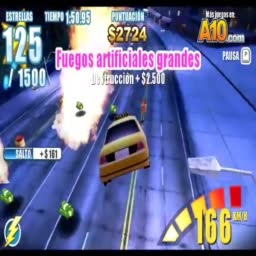 ESTRELLAS
125
/ 1500
TIEMPO 1:50.95
PUNTUACIÓN
$2724
Más juegos en:
A10.com
PAUSA
Fuegos artificiales grandes
Destrucción + $2.500
SALTO
+ $161
166 KM/H